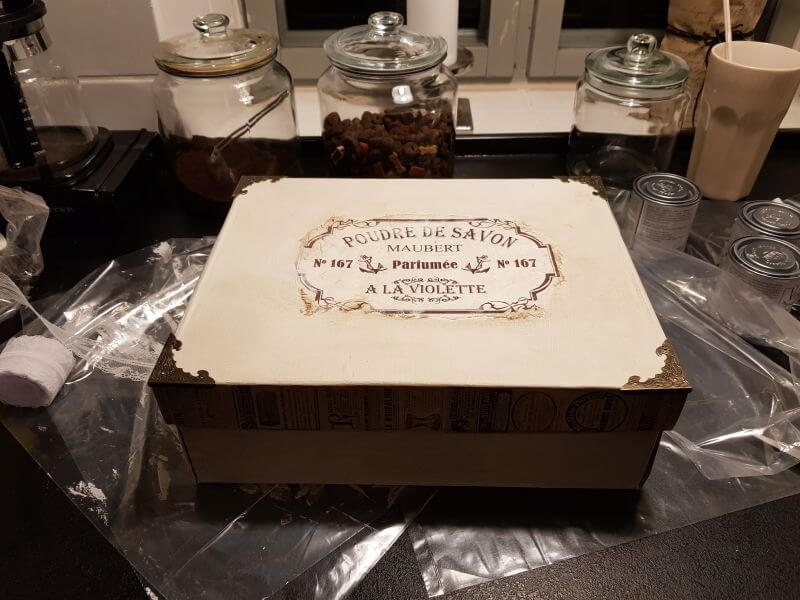 POUDRE DE SAVON
MAUBERT
No 167 Parfumée No 167
A LA VIOLETTE